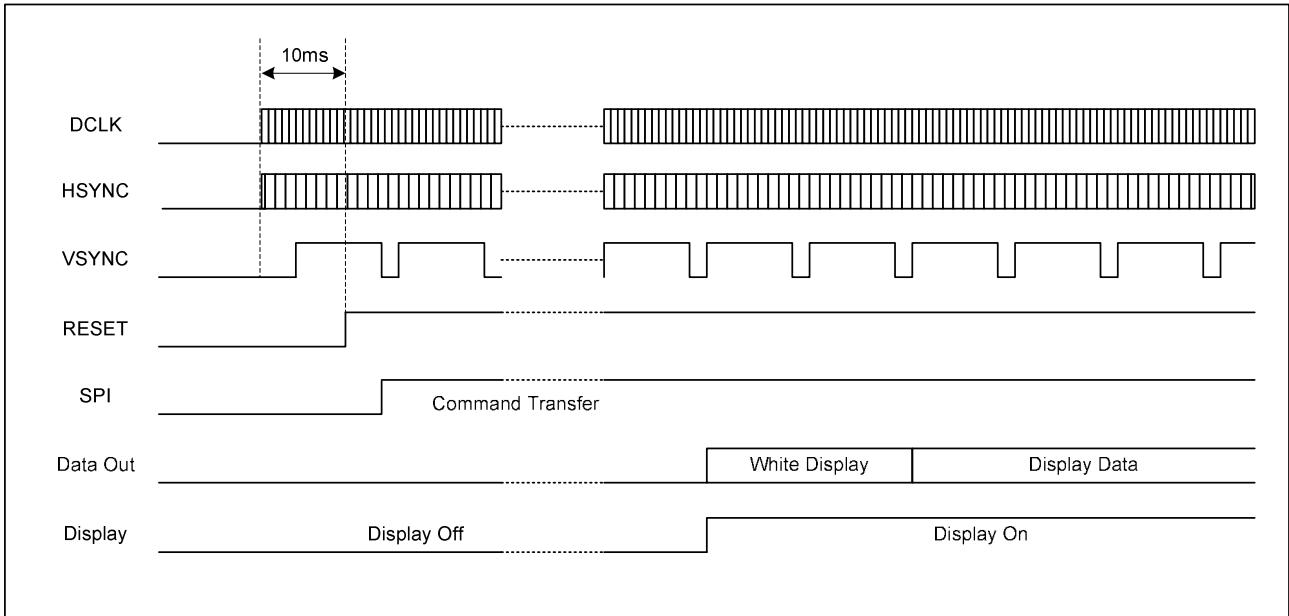 10ms
DCLK
HSYNC
VSYNC
RESET
SPI
Command Transfer
Data Out
White Display
Display Data
Display
Display Off
Display On